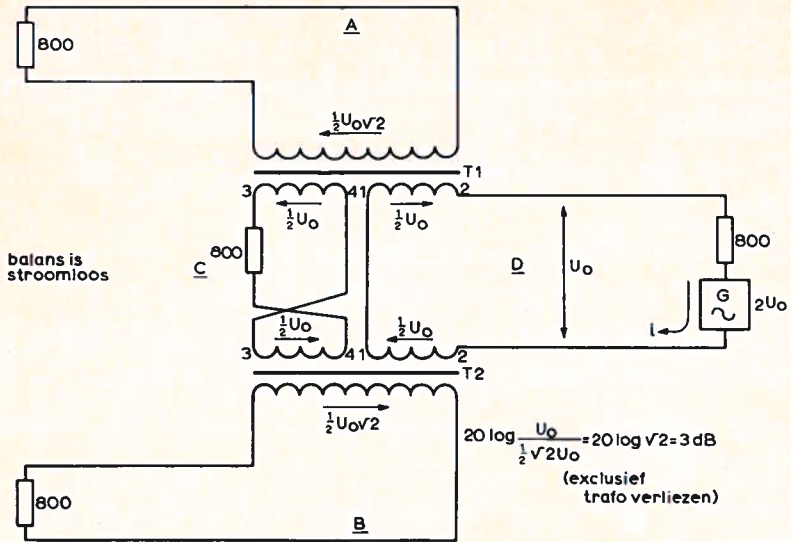 A
800
½U₀√2
T1
3 4 1 2
½U₀ ½U₀
800
800
balans is
stroomloos
C
D
U₀
G
2U₀
i
½U₀ ½U₀
3 4 1 2
T2
½U₀√2
20 log U₀ / ½√2U₀ = 20 log √2 = 3 dB
(exclusief
trafo verliezen)
800
B